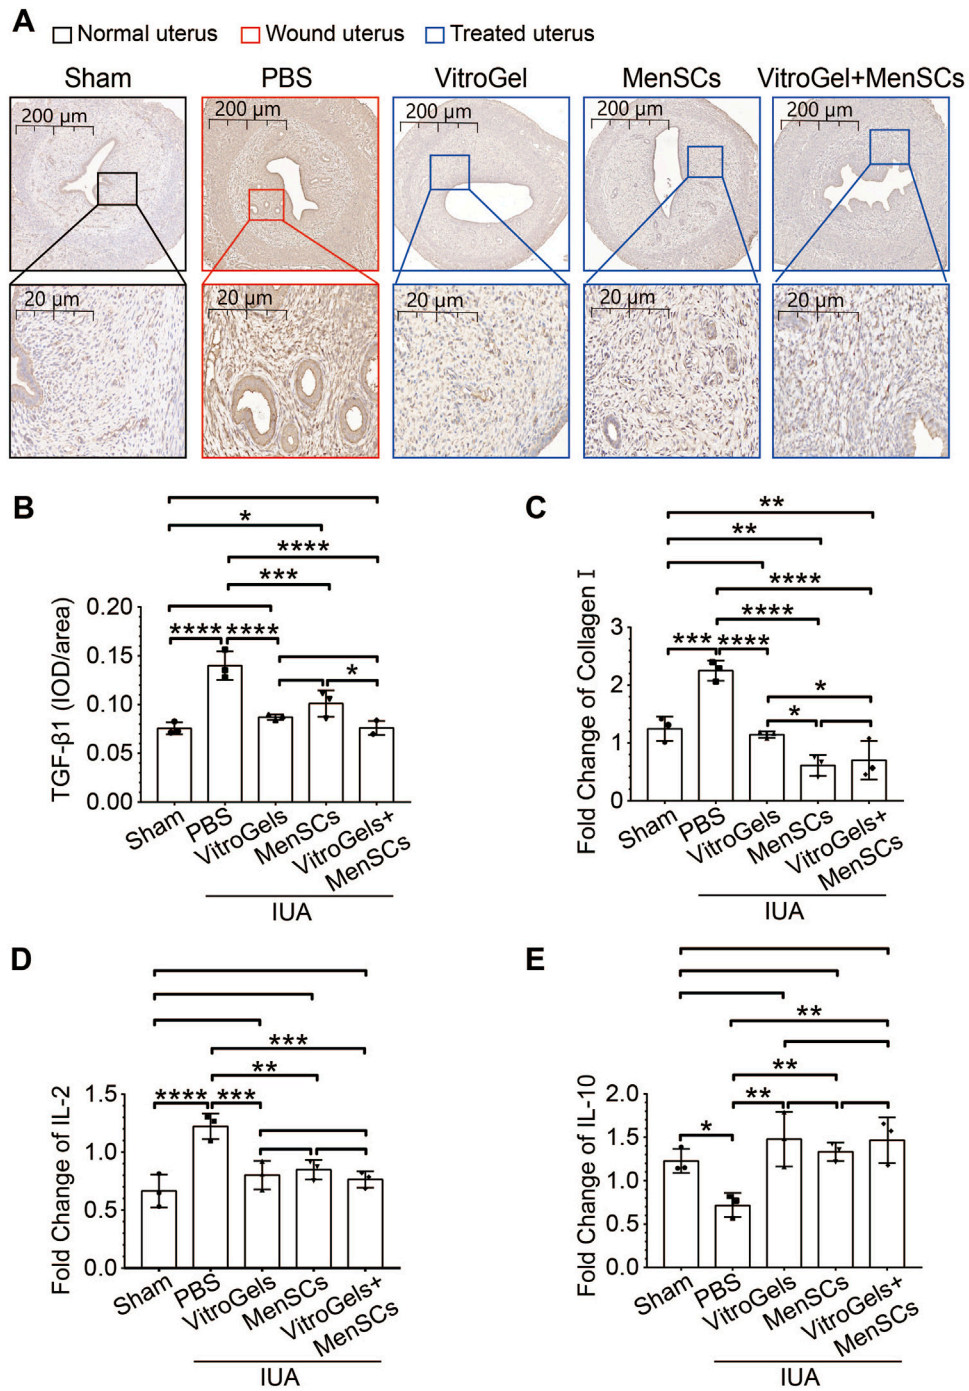 A
Normal uterus Wound uterus Treated uterus
Sham PBS VitroGel MenSCs VitroGel+MenSCs
200 μm 200 μm 200 μm 200 μm 200 μm
20 μm 20 μm 20 μm 20 μm 20 μm
B
*
****
***
**** ****
*
TGF-β1 (IOD/area)
0.20
0.15
0.10
0.05
0.00
Sham
PBS
VitroGels
MenSCs
VitroGels+
MenSCs
IUA
C
**
**
****
****
*** ****
*
*
Fold Change of Collagen I
3
2
1
0
Sham
PBS
VitroGels
MenSCs
VitroGels+
MenSCs
IUA
D
***
**
**** ***
Fold Change of IL-2
1.5
1.0
0.5
0.0
Sham
PBS
VitroGels
MenSCs
VitroGels+
MenSCs
IUA
E
**
**
**
*
Fold Change of IL-10
2.0
1.5
1.0
0.5
0.0
Sham
PBS
VitroGels
MenSCs
VitroGels+
MenSCs
IUA